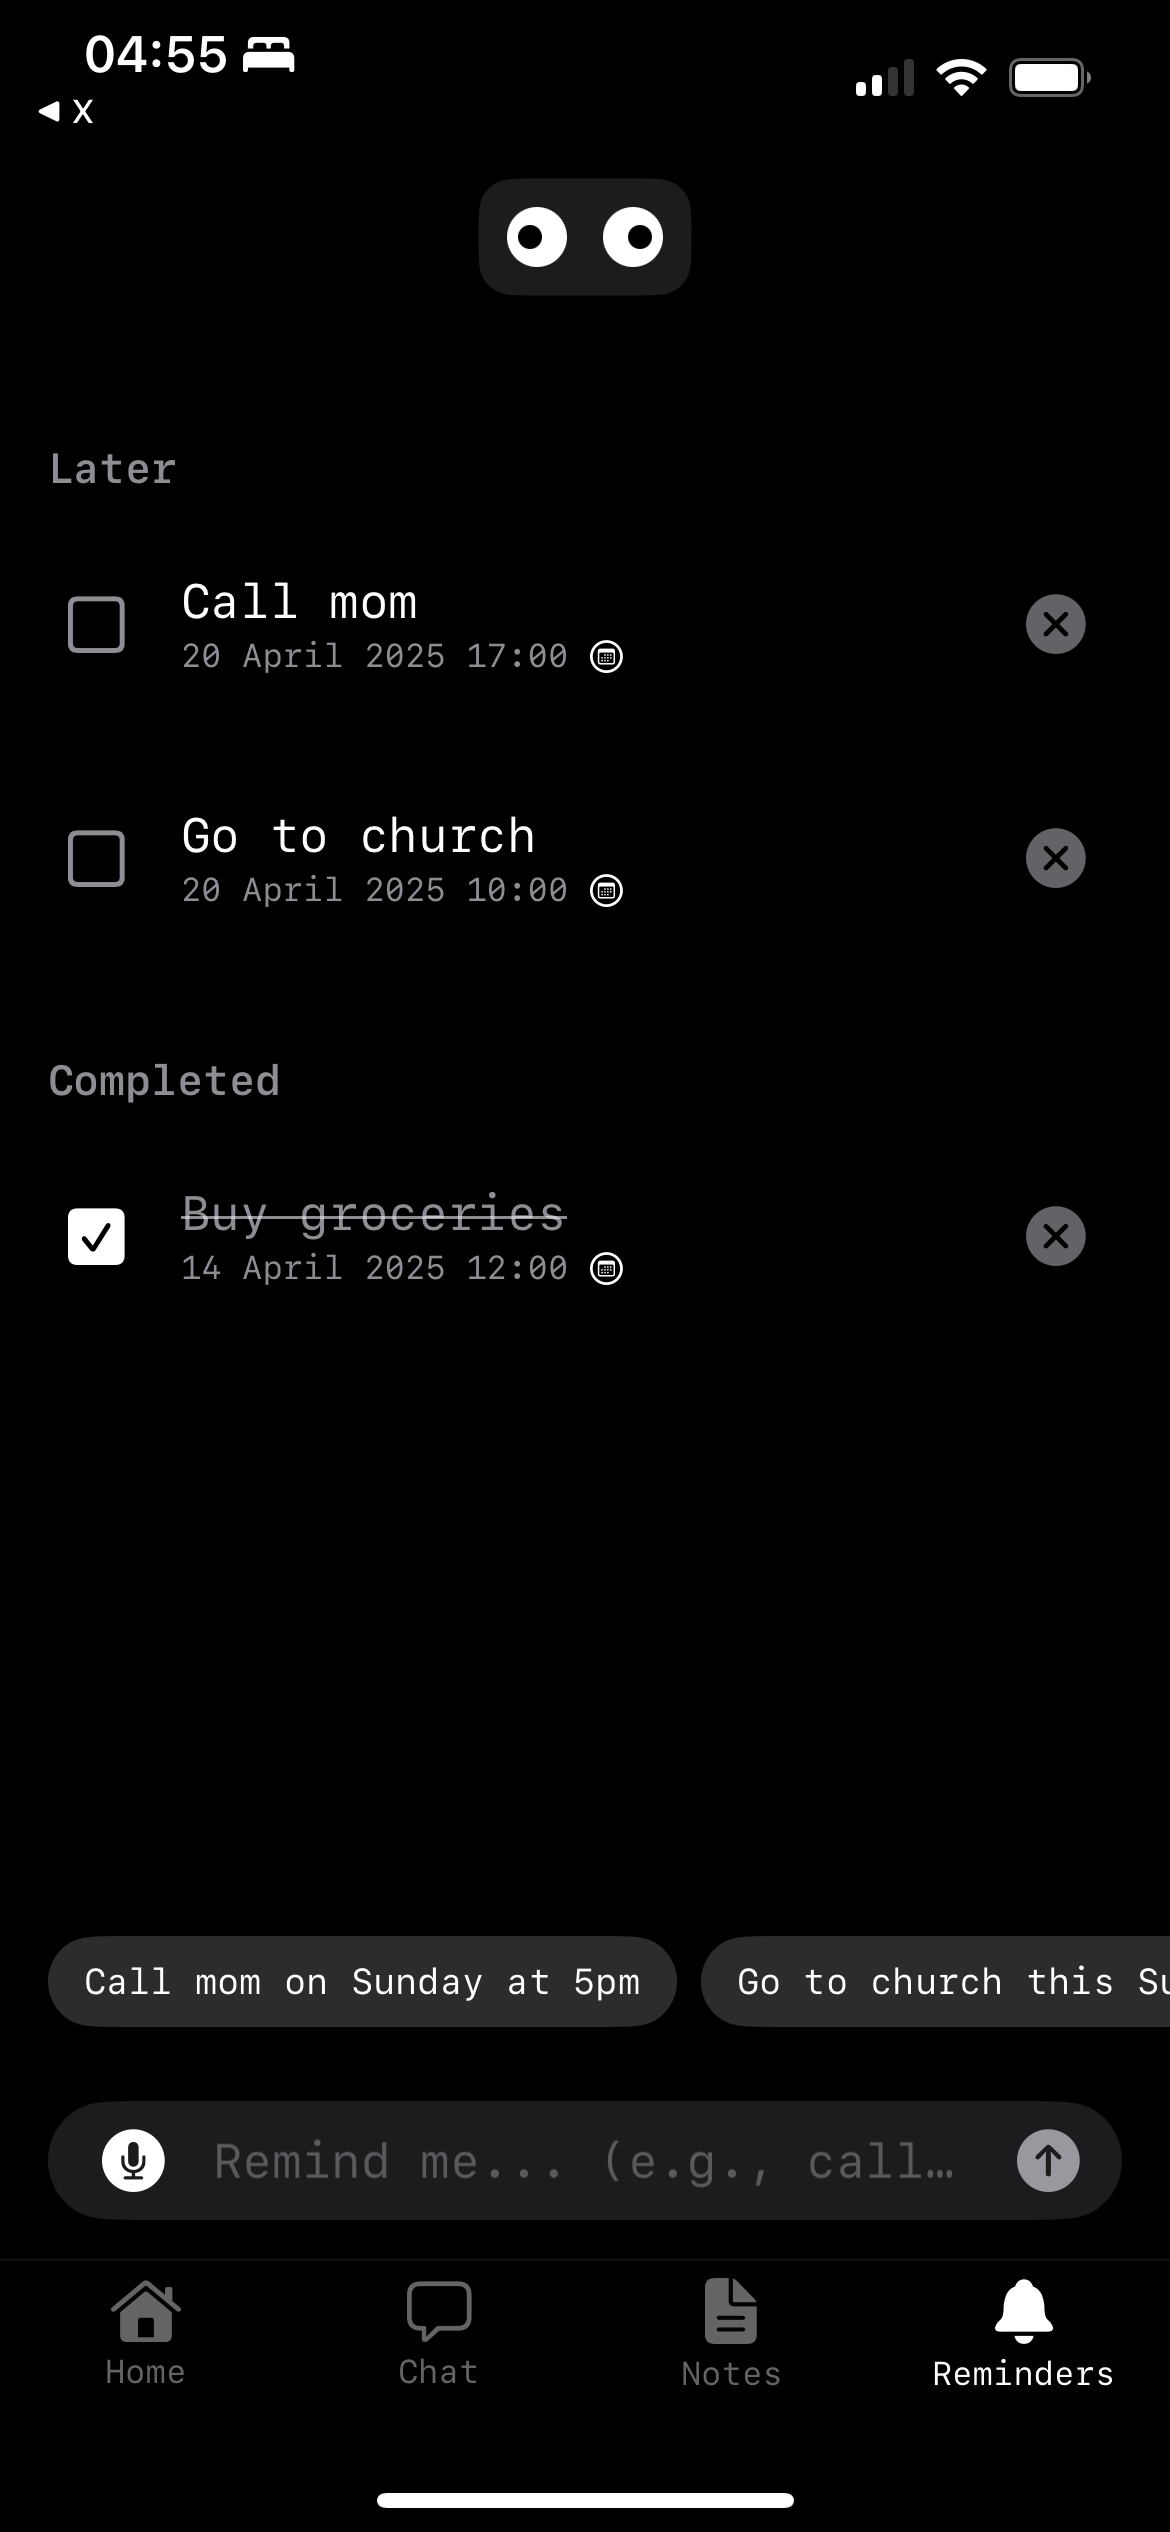 04:55
X
Later
Call mom
20 April 2025 17:00
Go to church
20 April 2025 10:00
Completed
Buy groceries
14 April 2025 12:00
Call mom on Sunday at 5pm
Go to church this Su
Remind me... (e.g., call…
Home
Chat
Notes
Reminders